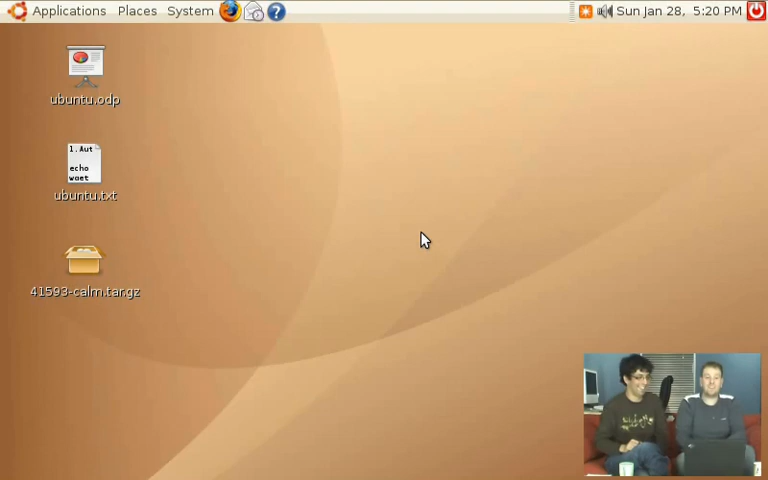 Applications Places System
Sun Jan 28, 5:20 PM
ubuntu.odp
1.Aut
echo
wget
ubuntu.txt
41593-calm.tar.gz